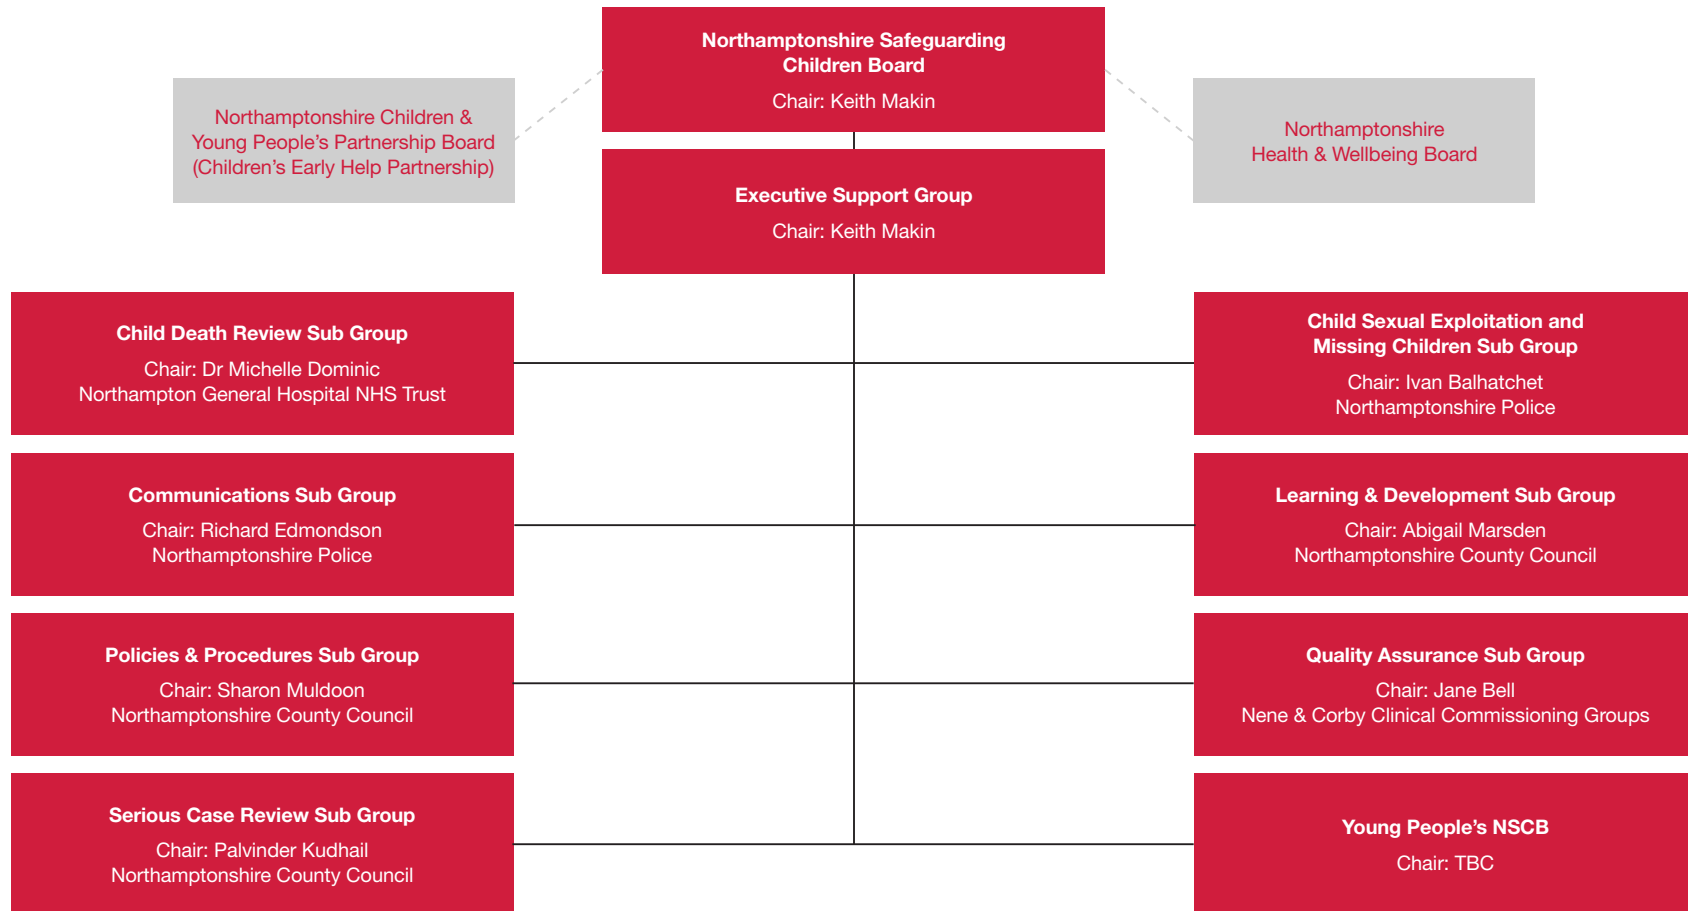 Northamptonshire Safeguarding
Children Board
Chair: Keith Makin
Northamptonshire Children &
Young People’s Partnership Board
(Children’s Early Help Partnership)
Northamptonshire
Health & Wellbeing Board
Executive Support Group
Chair: Keith Makin
Child Death Review Sub Group
Chair: Dr Michelle Dominic
Northampton General Hospital NHS Trust
Child Sexual Exploitation and
Missing Children Sub Group
Chair: Ivan Balhatchet
Northamptonshire Police
Communications Sub Group
Chair: Richard Edmondson
Northamptonshire Police
Learning & Development Sub Group
Chair: Abigail Marsden
Northamptonshire County Council
Policies & Procedures Sub Group
Chair: Sharon Muldoon
Northamptonshire County Council
Quality Assurance Sub Group
Chair: Jane Bell
Nene & Corby Clinical Commissioning Groups
Serious Case Review Sub Group
Chair: Palvinder Kudhail
Northamptonshire County Council
Young People’s NSCB
Chair: TBC